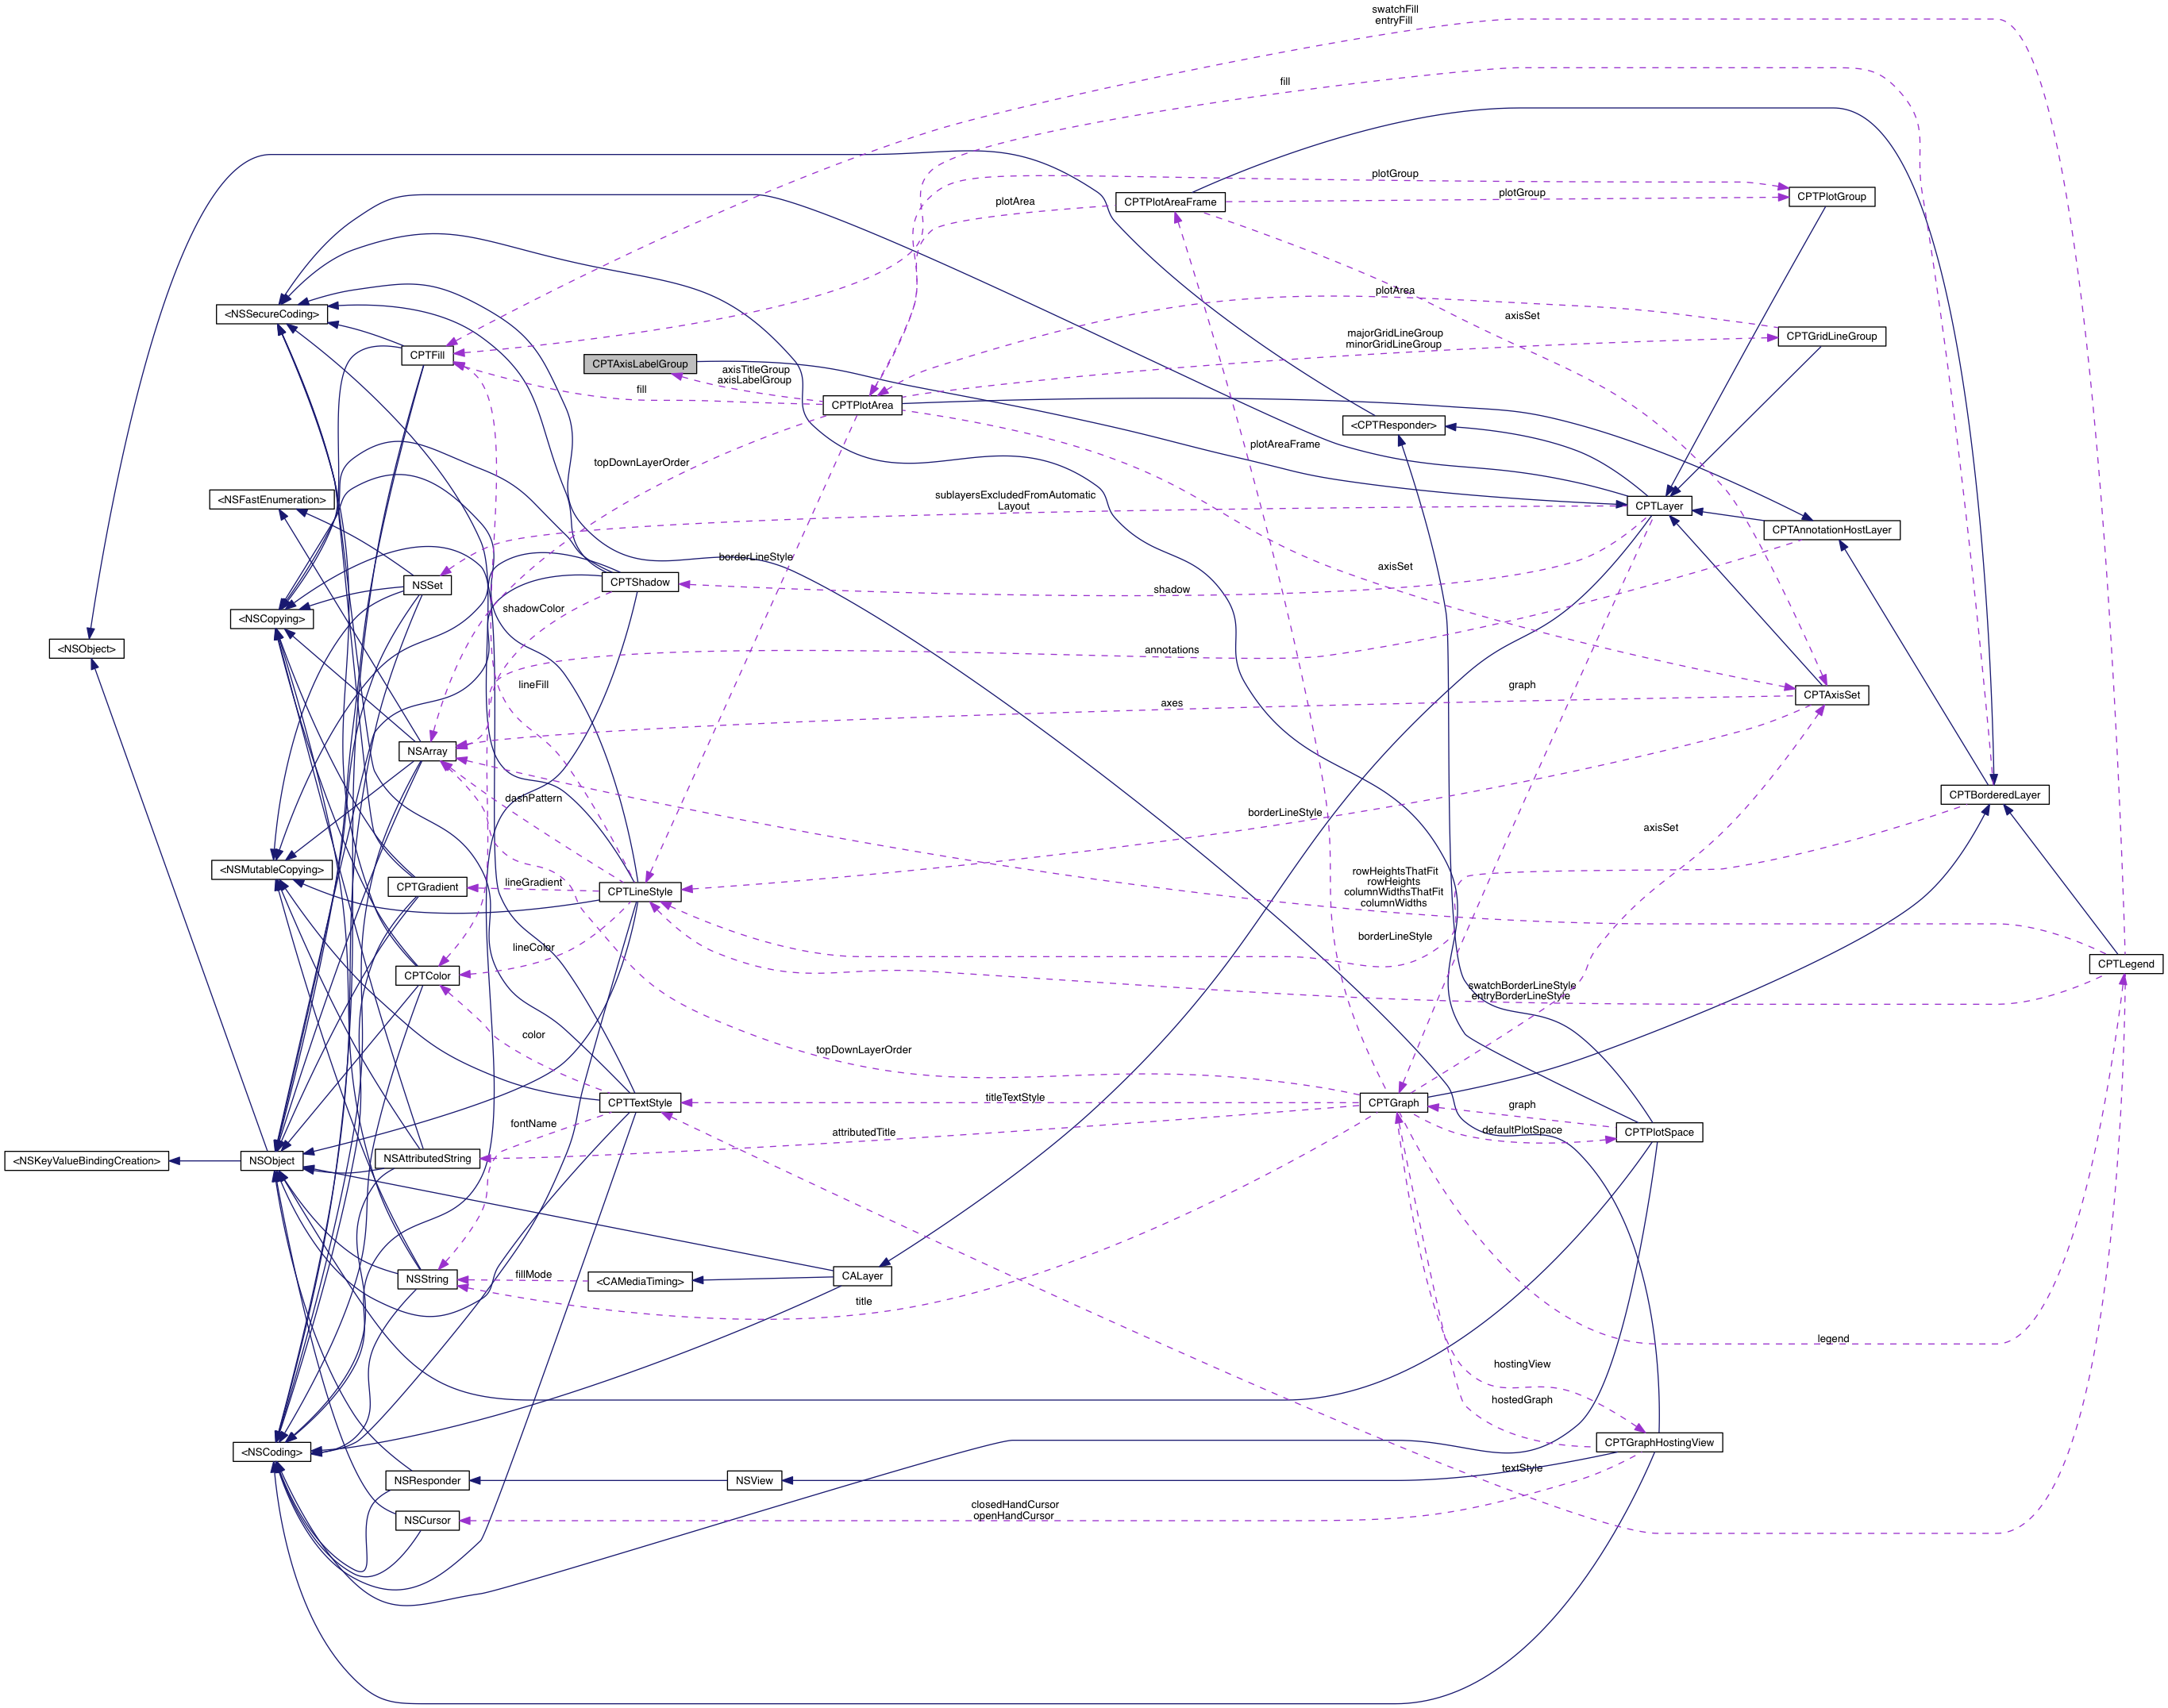 swatchFill
entryFill
fill
plotGroup
CPTPlotAreaFrame
plotGroup
CPTPlotGroup
plotArea
plotArea
<NSSecureCoding>
axisSet
CPTGridLineGroup
majorGridLineGroup
minorGridLineGroup
CPTFill
CPTAxisLabelGroup
axisTitleGroup
axisLabelGroup
fill
CPTPlotArea
<CPTResponder>
plotAreaFrame
topDownLayerOrder
<NSFastEnumeration>
sublayersExcludedFromAutomatic
Layout
CPTLayer
CPTAnnotationHostLayer
borderLineStyle
axisSet
NSSet
CPTShadow
shadow
shadowColor
<NSCopying>
<NSObject>
annotations
lineFill
graph
CPTAxisSet
axes
NSArray
dashPattern
CPTBorderedLayer
borderLineStyle
axisSet
<NSMutableCopying>
CPTGradient
lineGradient
CPTLineStyle
rowHeightsThatFit
rowHeights
columnWidthsThatFit
columnWidths
borderLineStyle
lineColor
CPTLegend
CPTColor
swatchBorderLineStyle
entryBorderLineStyle
color
topDownLayerOrder
CPTTextStyle
titleTextStyle
CPTGraph
graph
fontName
attributedTitle
defaultPlotSpace
CPTPlotSpace
<NSKeyValueBindingCreation>
NSObject
NSAttributedString
NSString
fillMode
<CAMediaTiming>
CALayer
title
legend
hostingView
hostedGraph
<NSCoding>
CPTGraphHostingView
NSResponder
NSView
textStyle
NSCursor
closedHandCursor
openHandCursor